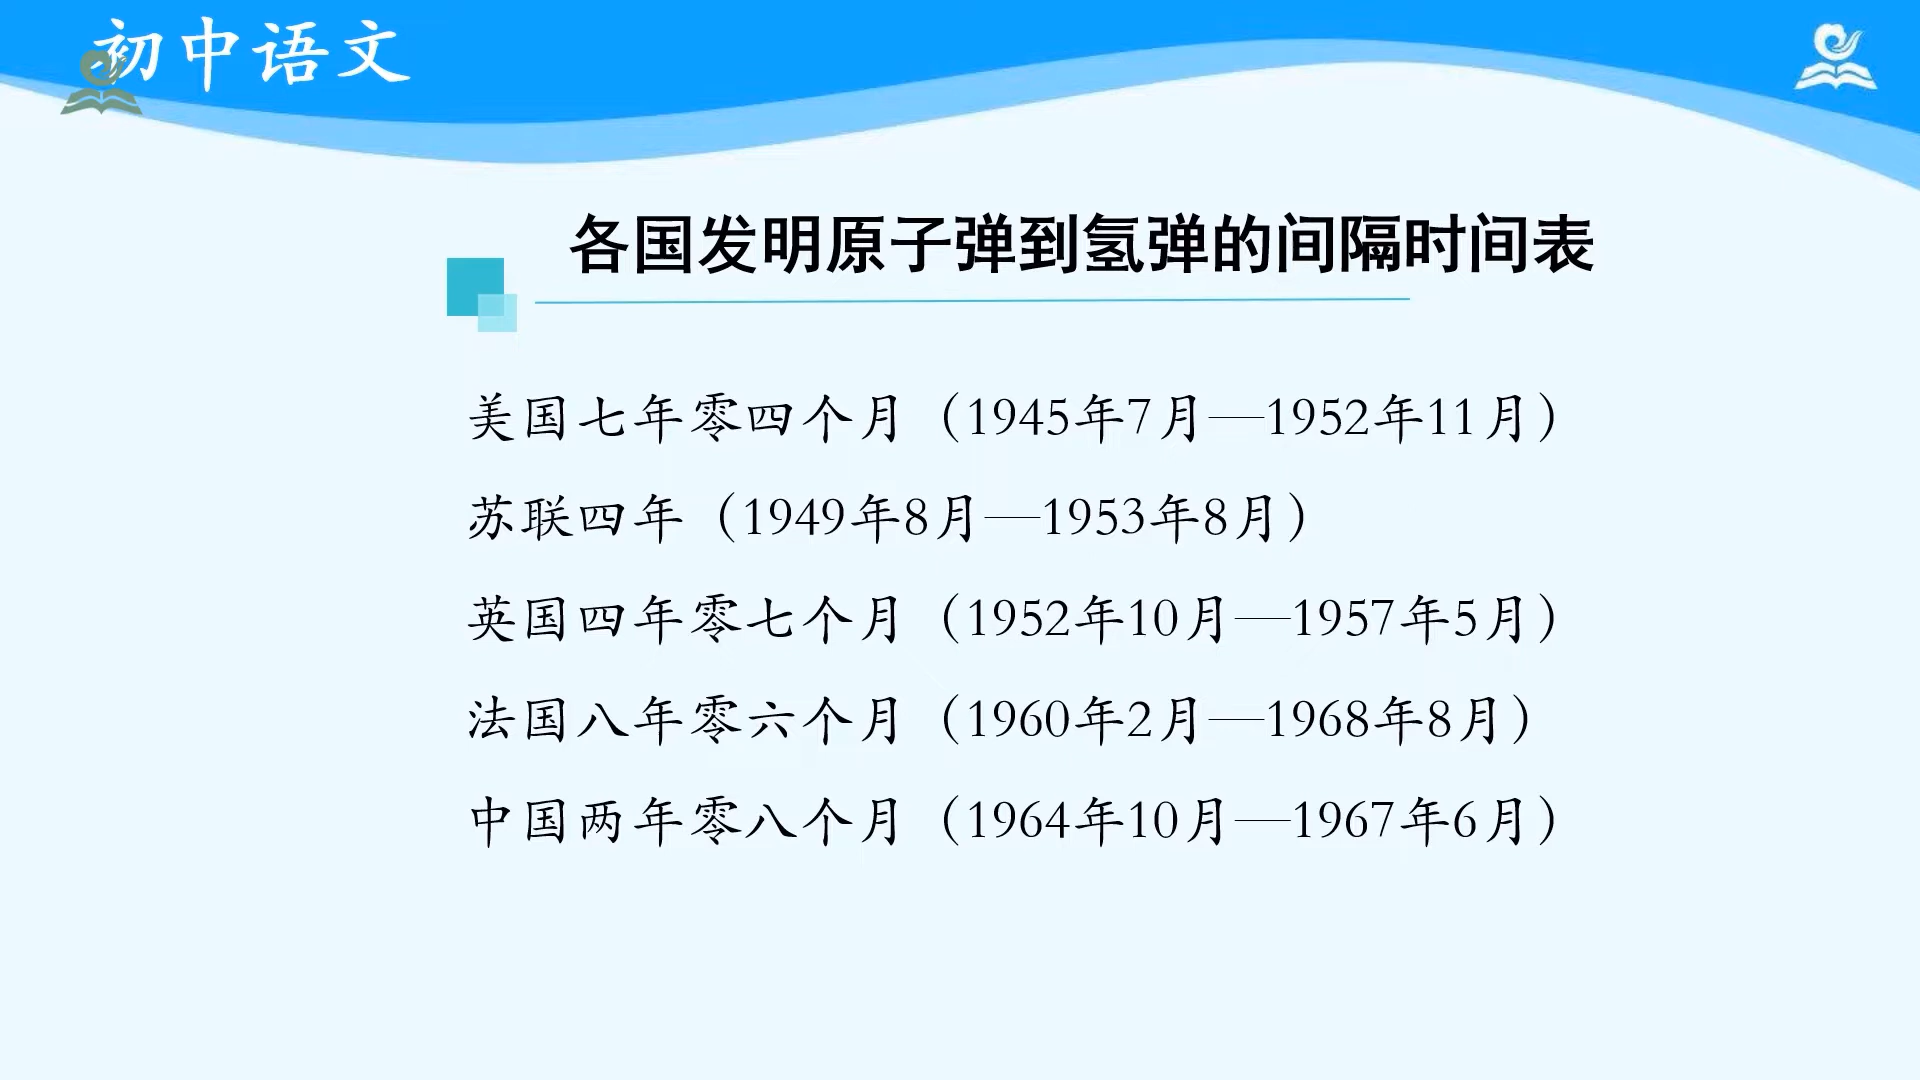 初中语文
各国发明原子弹到氢弹的间隔时间表
美国七年零四个月（1945年7月—1952年11月）
苏联四年（1949年8月—1953年8月）
英国四年零七个月（1952年10月—1957年5月）
法国八年零六个月（1960年2月—1968年8月）
中国两年零八个月（1964年10月—1967年6月）